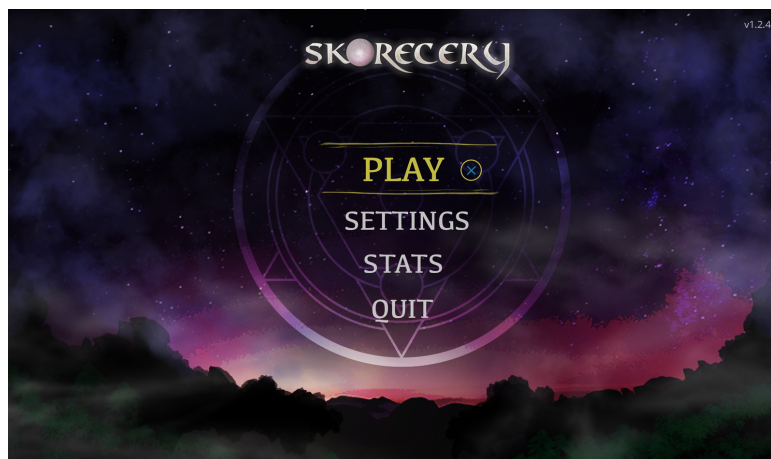 v1.2.4
SKORECERY
PLAY
SETTINGS
STATS
QUIT